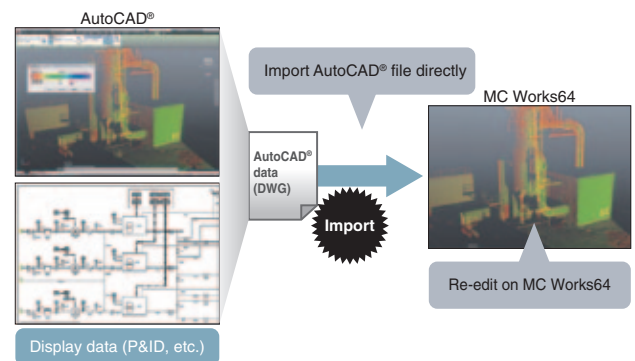 AutoCAD®
Import AutoCAD® file directly
MC Works64
AutoCAD®
data
(DWG)
Import
Re-edit on MC Works64
Display data (P&ID, etc.)